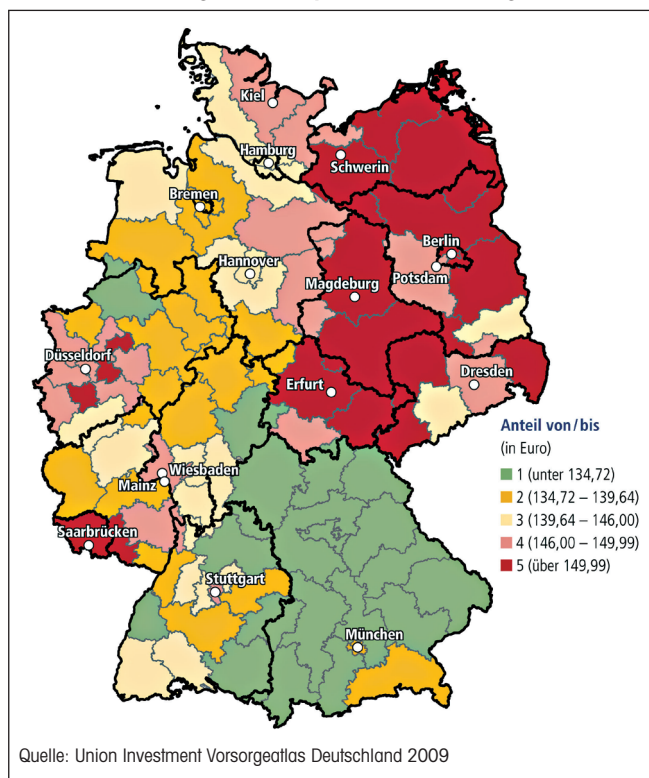 Kiel
Hamburg
Schwerin
Bremen
Berlin
Hannover
Potsdam
Magdeburg
Düsseldorf
Dresden
Erfurt
Wiesbaden
Mainz
Saarbrücken
Stuttgart
München
Anteil von/bis
(in Euro)
1 (unter 134,72)
2 (134,72 – 139,64)
3 (139,64 – 146,00)
4 (146,00 – 149,99)
5 (über 149,99)
Quelle: Union Investment Vorsorgeatlas Deutschland 2009